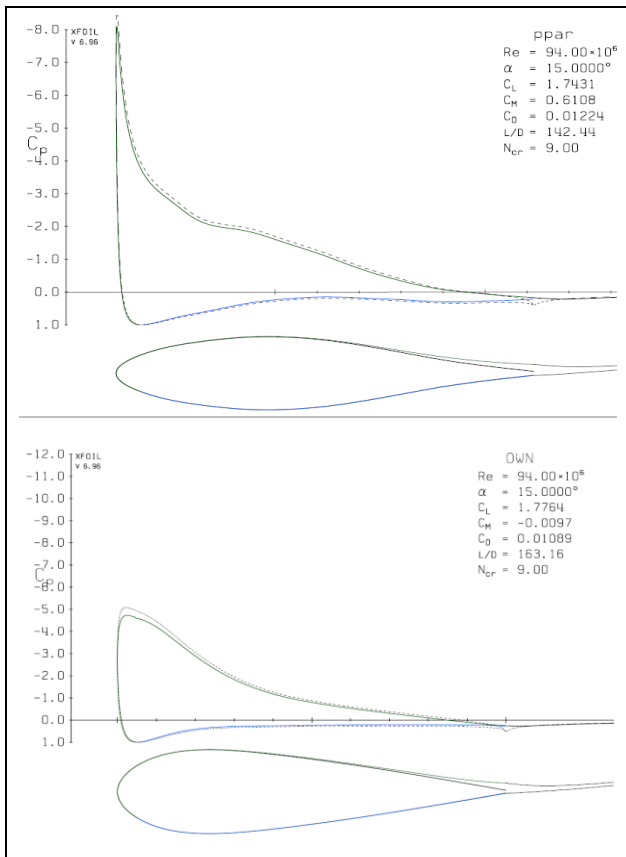 -8.0
XFOIL
V 6.96
-7.0
-6.0
-5.0
Cp
-4.0
-3.0
-2.0
-1.0
0.0
1.0
ppar
Re = 94.00×10⁶
α = 15.0000°
CL = 1.7431
CM = 0.6108
CD = 0.01224
L/D = 142.44
Ncr = 9.00
-12.0
XFOIL
V 6.96
-11.0
-10.0
-9.0
-8.0
-7.0
Cp
-6.0
-5.0
-4.0
-3.0
-2.0
-1.0
0.0
1.0
OWN
Re = 94.00×10⁶
α = 15.0000°
CL = 1.7764
CM = -0.0097
CD = 0.01089
L/D = 163.16
Ncr = 9.00